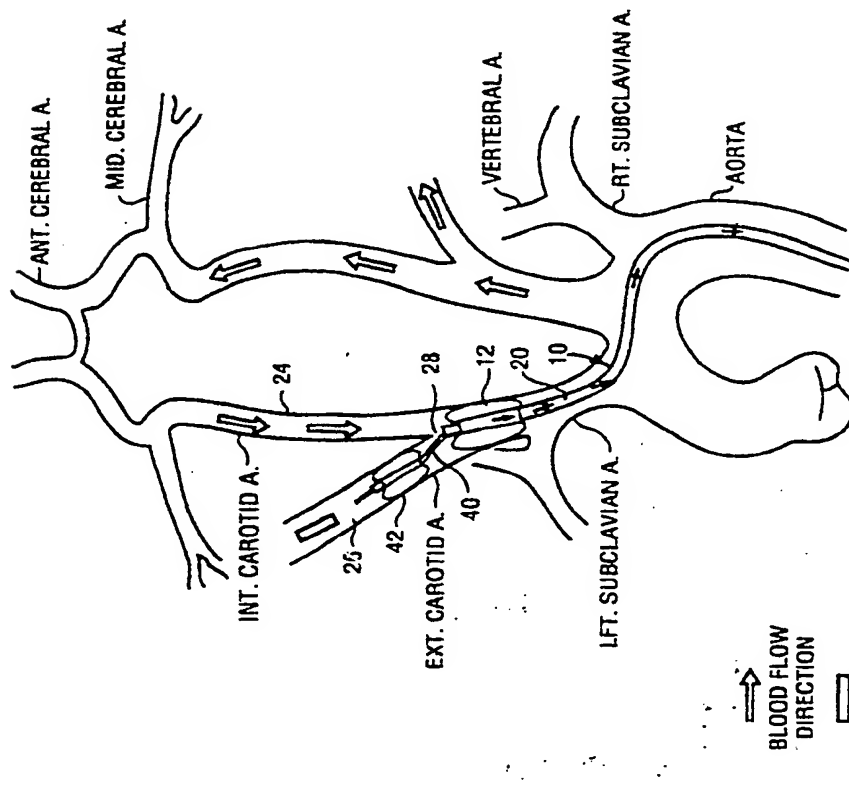 ANT. CEREBRAL A.
MID. CEREBRAL A.
24
INT. CAROTID A.
28
12
20
10
VERTEBRAL A.
RT. SUBCLAVIAN A.
AORTA
26
42
EXT. CAROTID A.
40
LFT. SUBCLAVIAN A.
BLOOD FLOW
DIRECTION